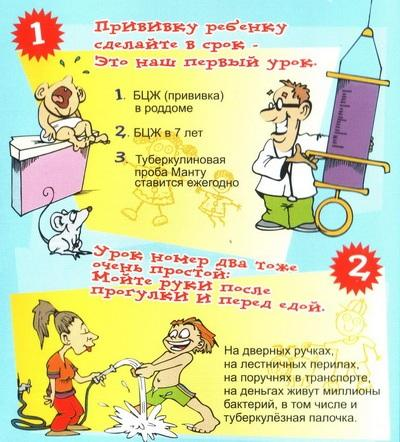 1
Прививку ребёнку
сделайте в срок -
Это наш первый урок.
1. БЦЖ (прививка)
в роддоме
2. БЦЖ в 7 лет
3. Туберкулиновая
проба Манту
ставится ежегодно
2
Урок номер два тоже
очень простой:
Мойте руки после
прогулки и перед едой.
На дверных ручках,
на лестничных перилах,
на поручнях в транспорте,
на деньгах живут миллионы
бактерий, в том числе и
туберкулёзная палочка.